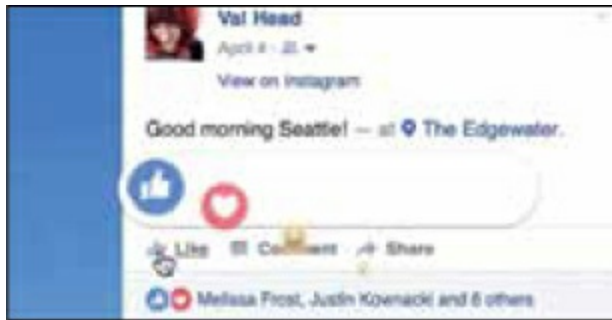 Val Head
April 4
View on Instagram
Good morning Seattle! — at The Edgewater.
Like Comment Share
Melissa Frost, Justin Kownacki and 6 others